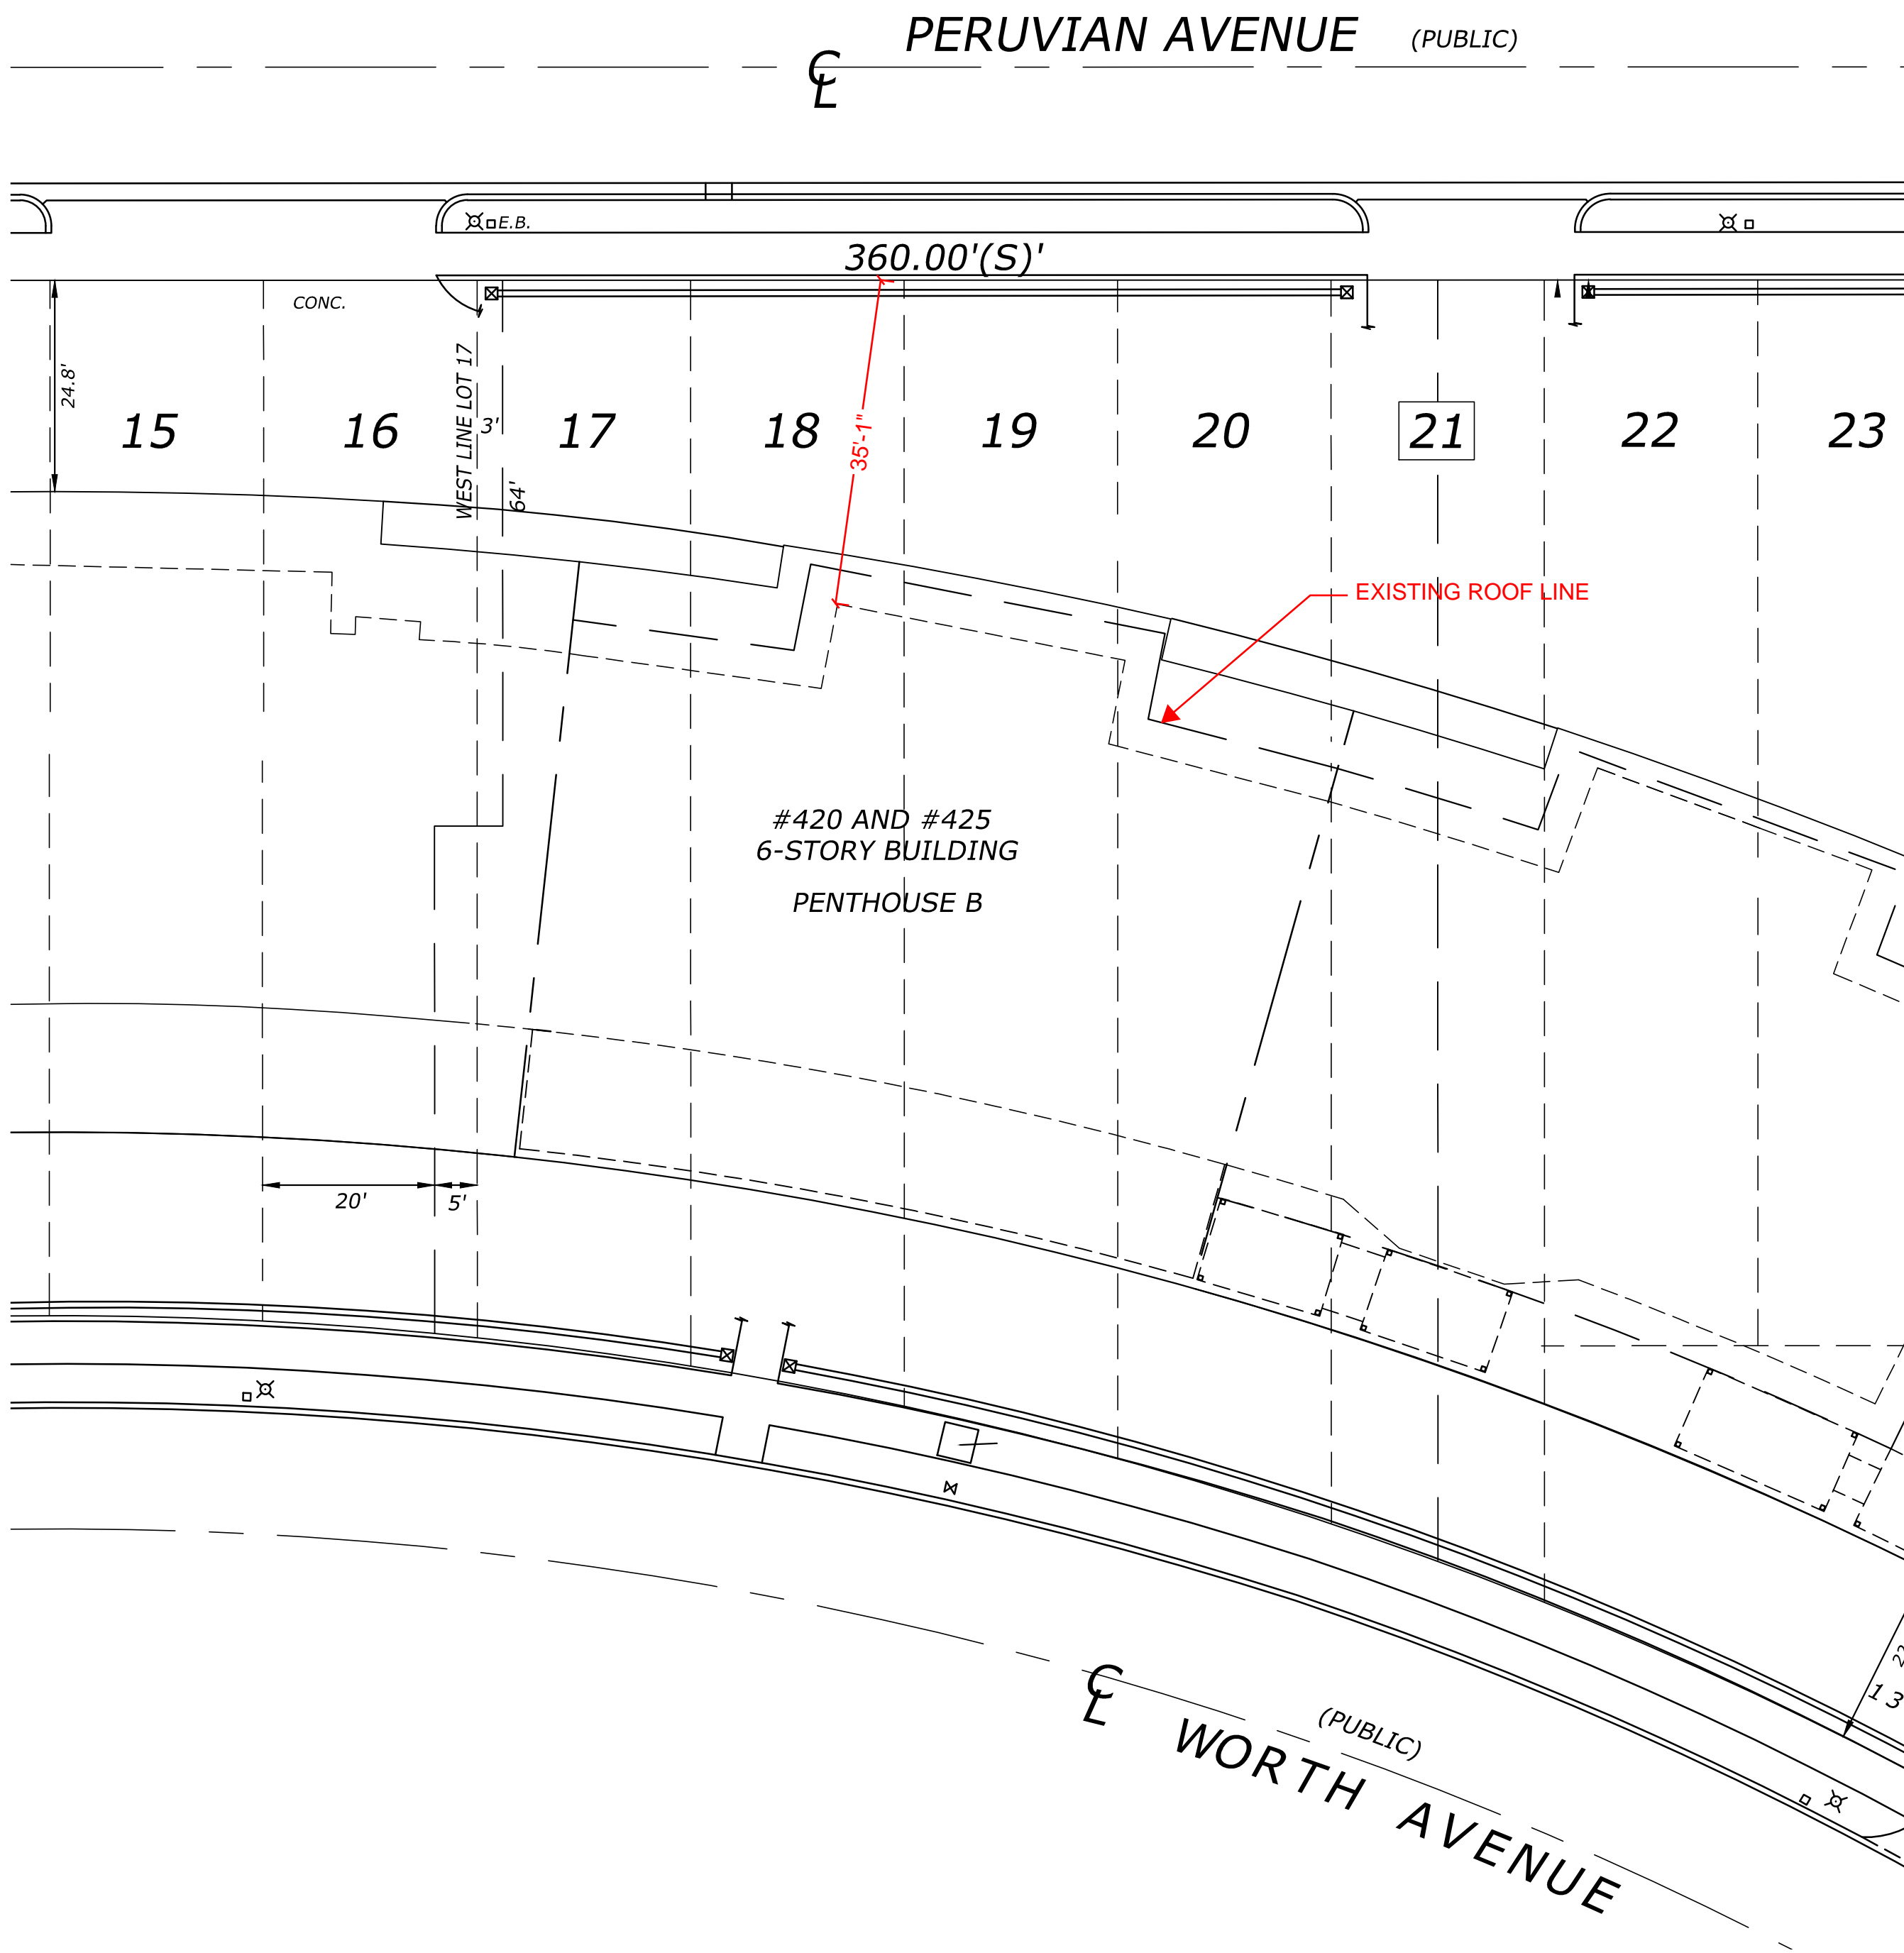 PERUVIAN AVENUE (PUBLIC)
CL
E.B.
360.00'(S)'
CONC.
24.8'
WEST LINE LOT 17
3'
64'
35'-1"
15 16 17 18 19 20 21 22 23
EXISTING ROOF LINE
#420 AND #425
6-STORY BUILDING
PENTHOUSE B
20' 5'
CL
(PUBLIC)
WORTH AVENUE